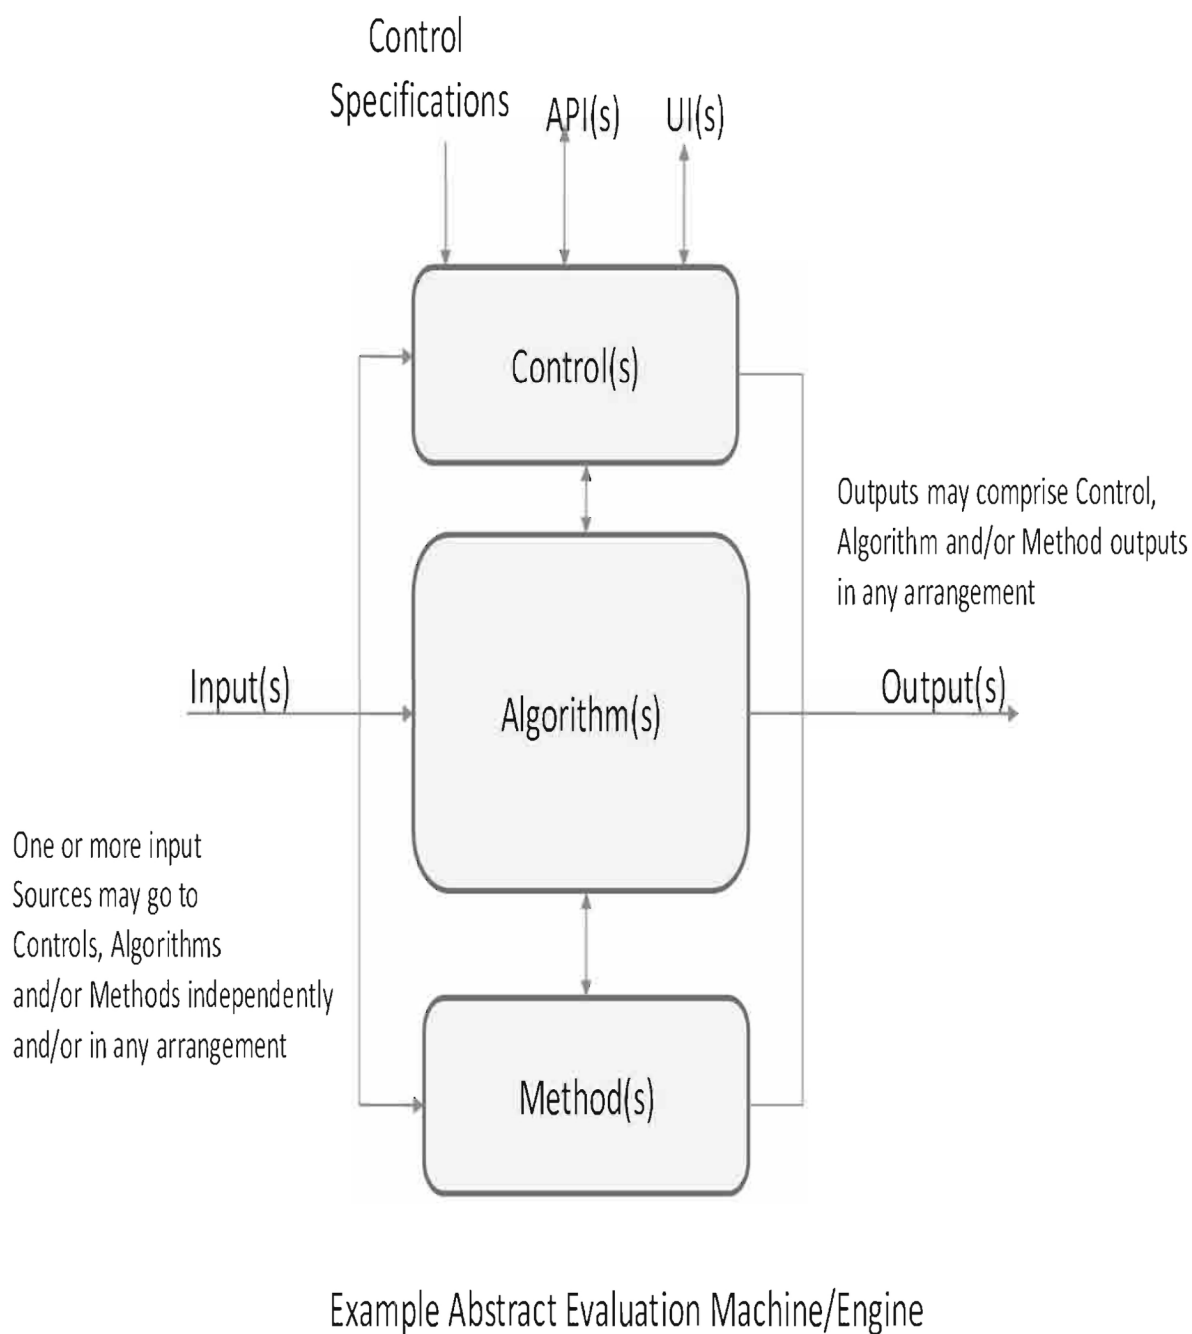 Control
Specifications
API(s)
UI(s)
Control(s)
Outputs may comprise Control,
Algorithm and/or Method outputs
in any arrangement
Input(s)
Algorithm(s)
Output(s)
One or more input
Sources may go to
Controls, Algorithms
and/or Methods independently
and/or in any arrangement
Method(s)
Example Abstract Evaluation Machine/Engine